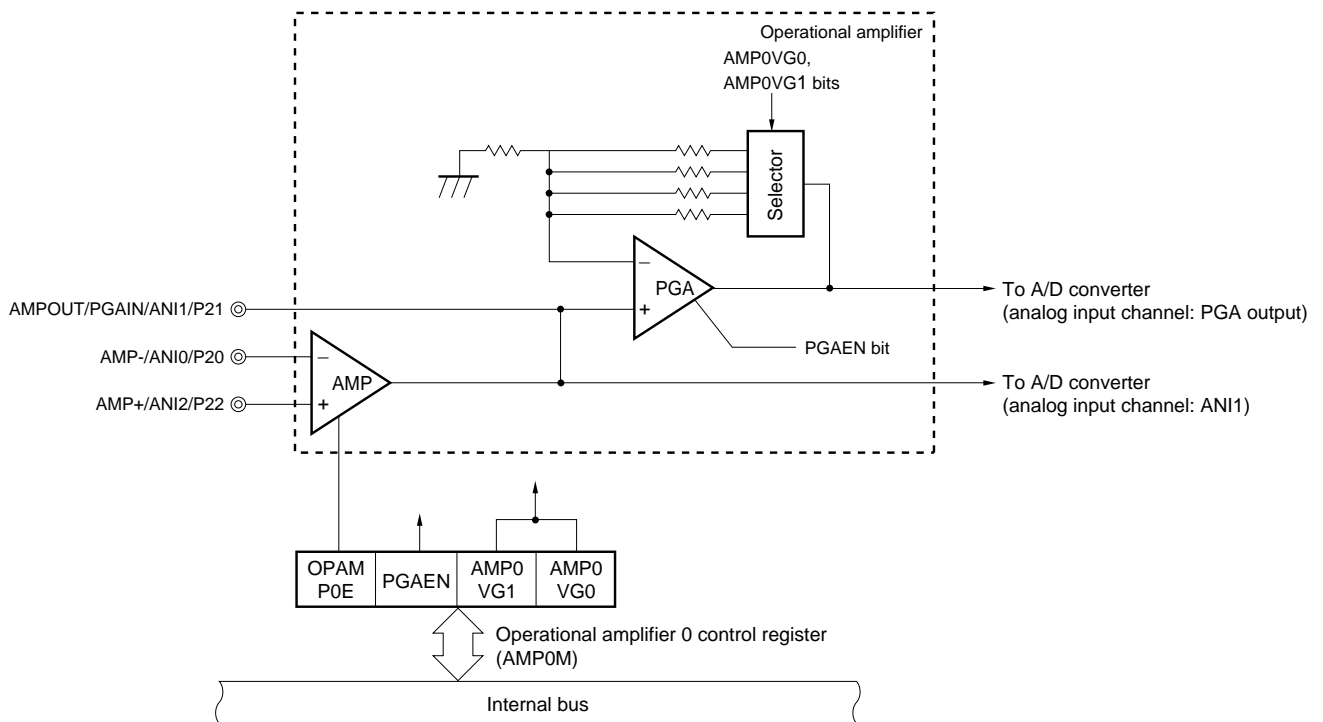 Operational amplifier
AMP0VG0,
AMP0VG1 bits
Selector
−
PGA
+
To A/D converter
(analog input channel: PGA output)
AMPOUT/PGAIN/ANI1/P21
PGAEN bit
AMP-/ANI0/P20
−
AMP
+
AMP+/ANI2/P22
To A/D converter
(analog input channel: ANI1)
OPAM
P0E
PGAEN
AMP0
VG1
AMP0
VG0
Operational amplifier 0 control register
(AMP0M)
Internal bus